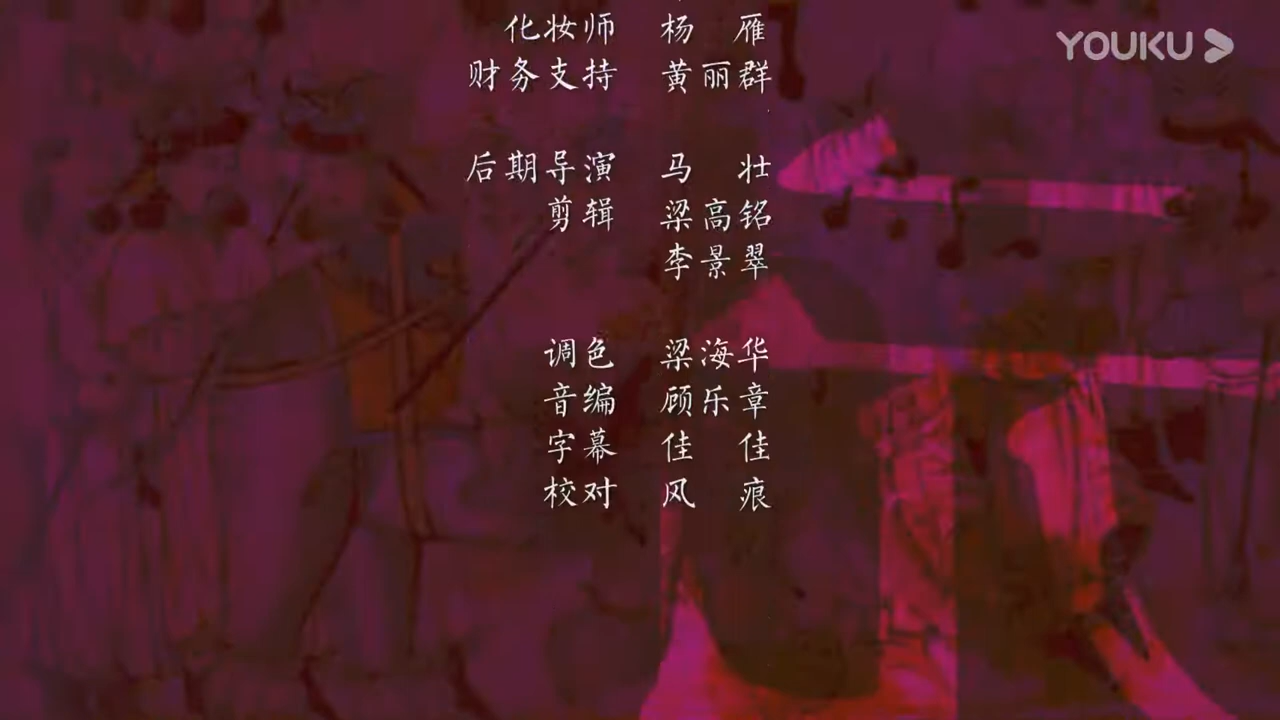 YOUKU
化妆师 杨雁
财务支持 黄丽群
后期导演 马壮
剪辑 梁高铭
李景翠
调色 梁海华
音编 顾乐章
字幕 佳佳
校对 风痕